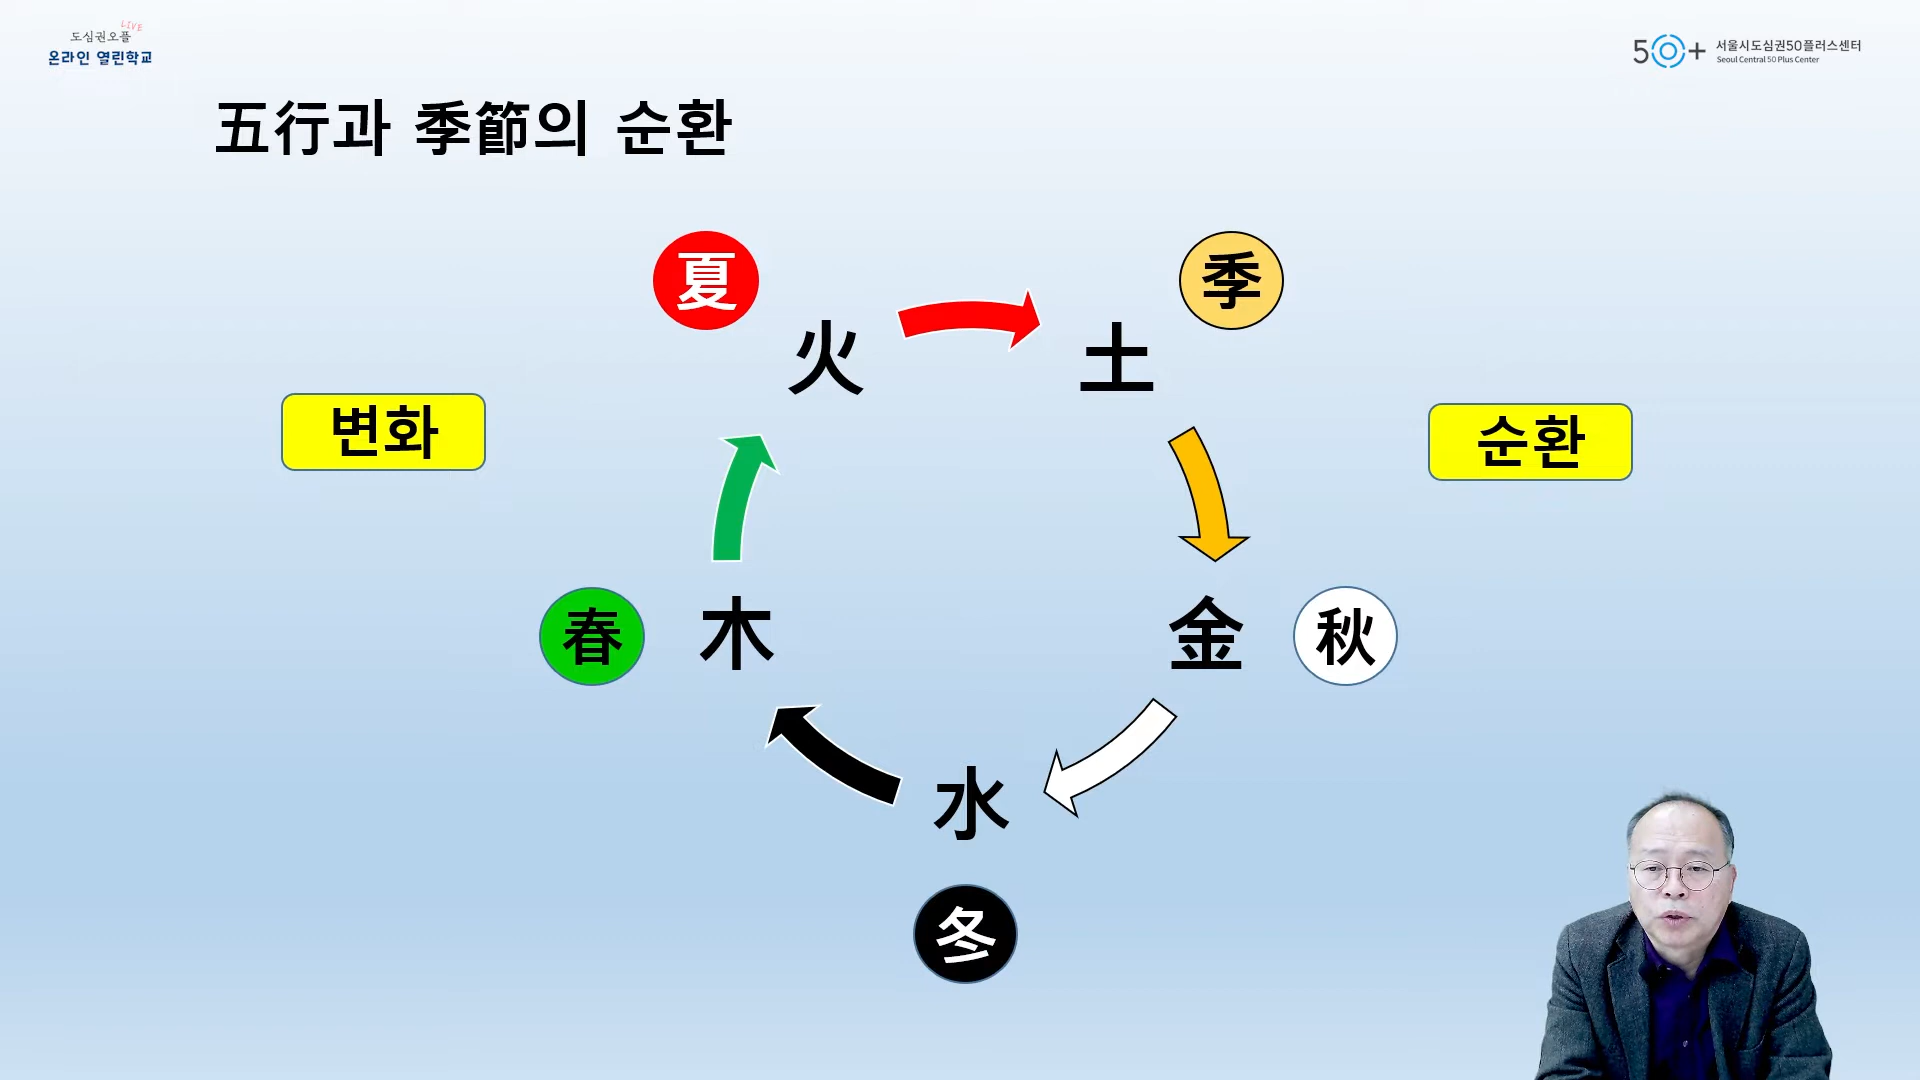 LIVE
도심권오플
온라인 열린학교
50+ 서울시도심권50플러스센터
Seoul Central 50 Plus Center
五行과 季節의 순환
夏
季
火
土
변화
순환
春
木
金
秋
水
冬